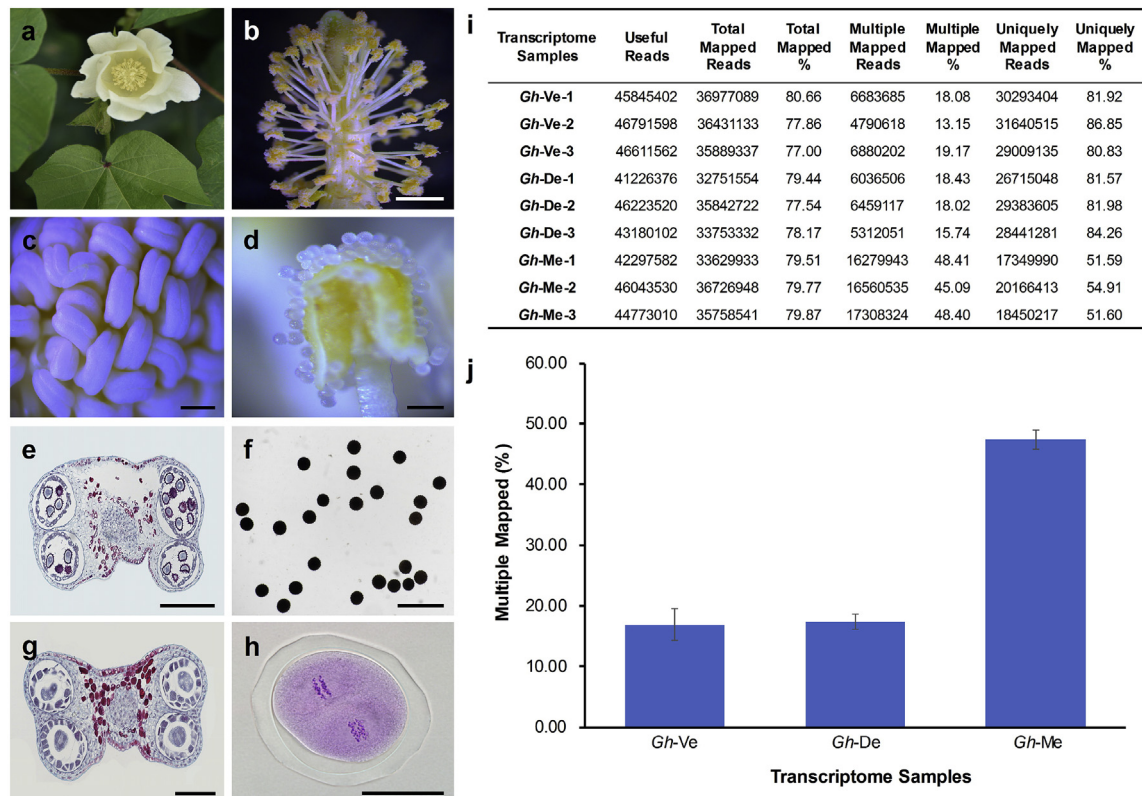 a
b
c
d
e
f
g
h
i
Transcriptome Samples Useful Reads Total Mapped Reads Total Mapped % Multiple Mapped Reads Multiple Mapped % Uniquely Mapped Reads Uniquely Mapped %
Gh-Ve-1 45845402 36977089 80.66 6683685 18.08 30293404 81.92
Gh-Ve-2 46791598 36431133 77.86 4790618 13.15 31640515 86.85
Gh-Ve-3 46611562 35889337 77.00 6880202 19.17 29009135 80.83
Gh-De-1 41226376 32751554 79.44 6036506 18.43 26715048 81.57
Gh-De-2 46223520 35842722 77.54 6459117 18.02 29383605 81.98
Gh-De-3 43180102 33753332 78.17 5312051 15.74 28441281 84.26
Gh-Me-1 42297582 33629933 79.51 16279943 48.41 17349990 51.59
Gh-Me-2 46043530 36726948 79.77 16560535 45.09 20166413 54.91
Gh-Me-3 44773010 35758541 79.87 17308324 48.40 18450217 51.60
j
Multiple Mapped (%)
60.00
50.00
40.00
30.00
20.00
10.00
0.00
Gh-Ve Gh-De Gh-Me
Transcriptome Samples